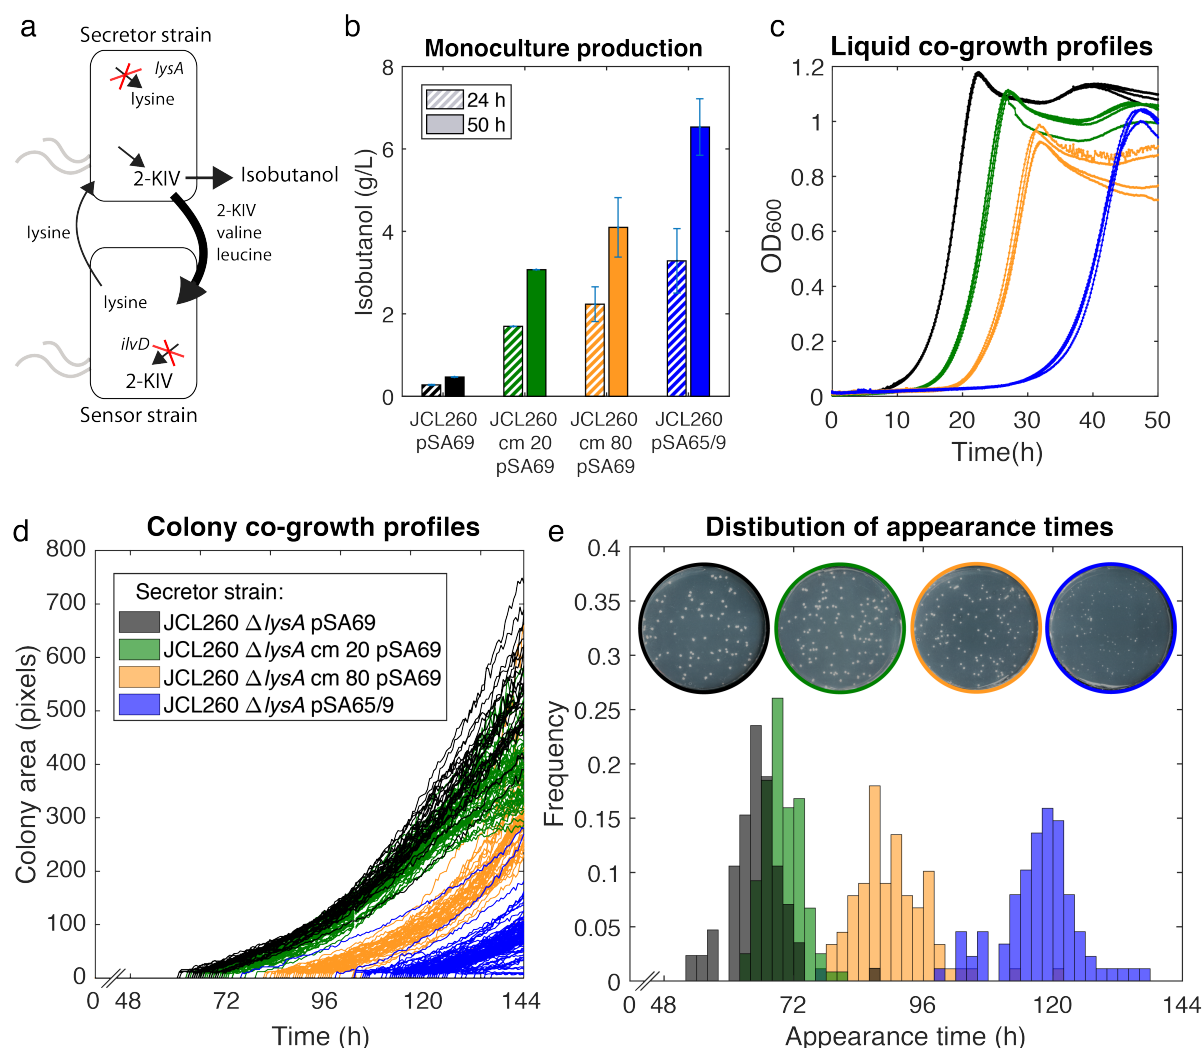 a
Secretor strain
lysA
lysine
2-KIV
Isobutanol
2-KIV
valine
leucine
lysine
lysine
ilvD
2-KIV
Sensor strain
b
Monoculture production
24 h
50 h
Isobutanol (g/L)
8
6
4
2
0
JCL260
pSA69
JCL260
cm 20
pSA69
JCL260
cm 80
pSA69
JCL260
pSA65/9
c
Liquid co-growth profiles
OD600
1.2
1
0.8
0.6
0.4
0.2
0
0 10 20 30 40 50
Time(h)
d
Colony co-growth profiles
Colony area (pixels)
800
700
600
500
400
300
200
100
0
Secretor strain:
JCL260 Δ lysA pSA69
JCL260 Δ lysA cm 20 pSA69
JCL260 Δ lysA cm 80 pSA69
JCL260 Δ lysA pSA65/9
0 48 72 96 120 144
Time (h)
e
Distibution of appearance times
Frequency
0.4
0.35
0.3
0.25
0.2
0.15
0.1
0.05
0
0 48 72 96 120 144
Appearance time (h)